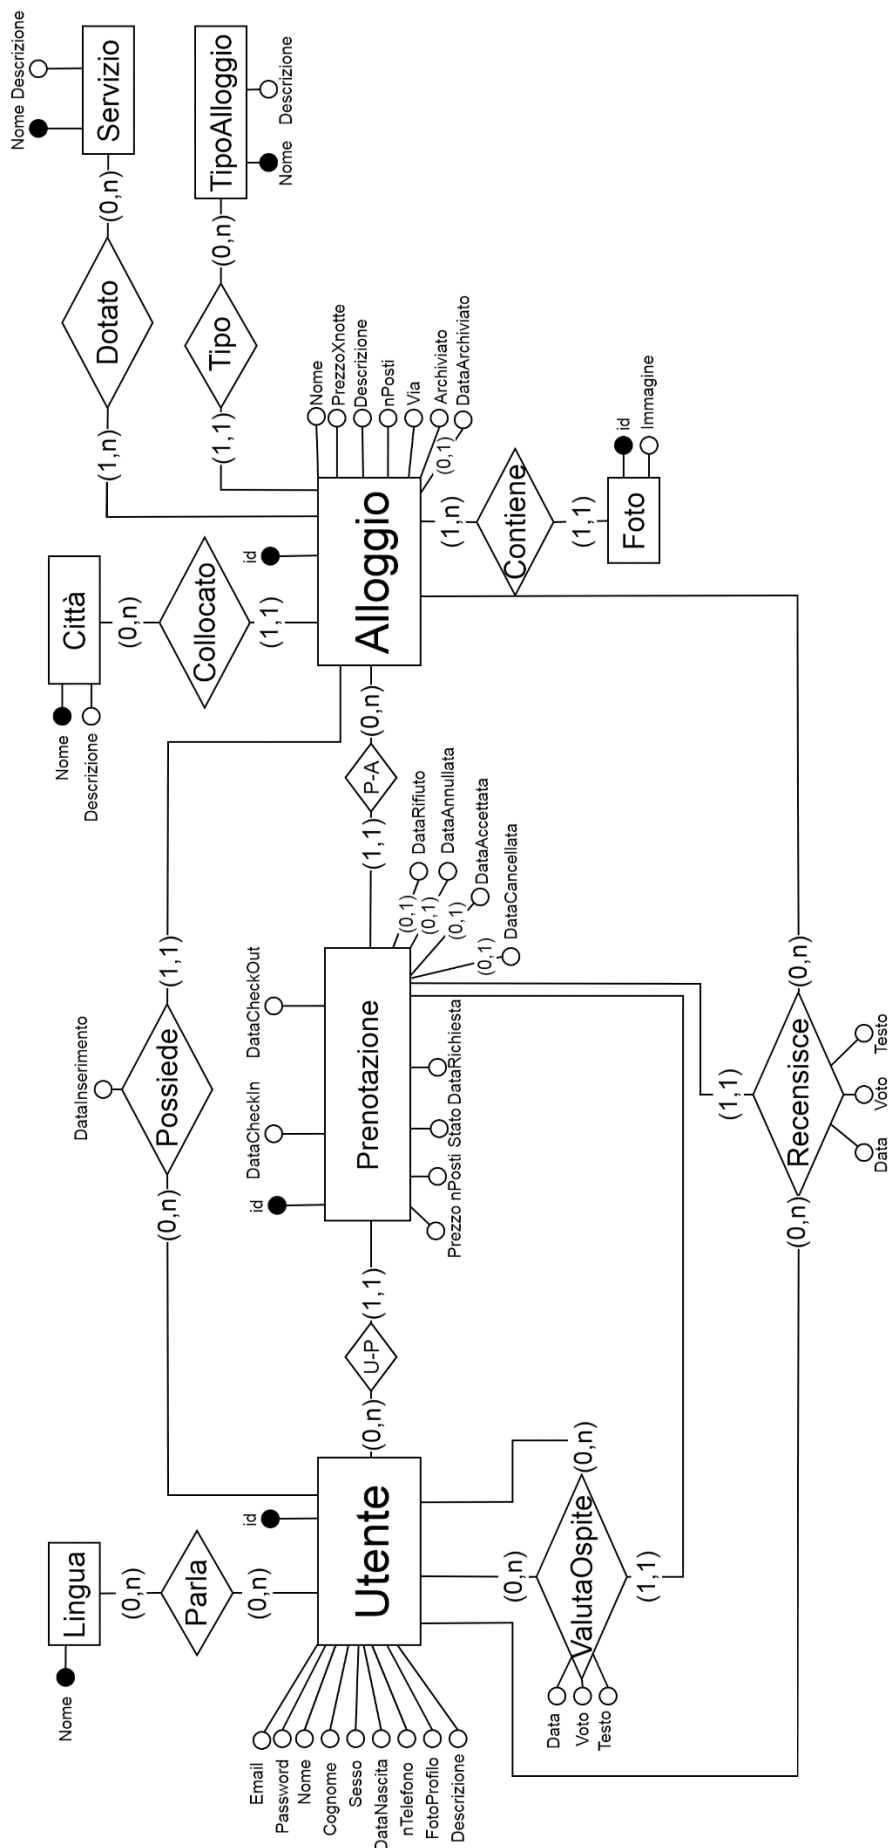 Lingua
Nome
(0,n)
Parla
(0,n)
Utente
id
Email
Password
Nome
Cognome
Sesso
DataNascita
nTelefono
FotoProfilo
Descrizione
(0,n)
Possiede
DataInserimento
(1,1)
(0,n)
U-P
(1,1)
Prenotazione
id
DataCheckIn
DataCheckOut
Prezzo
nPosti
Stato
DataRichiesta
(0,1)
DataRifiuto
(0,1)
DataAnnullata
(0,1)
DataAccettata
(0,1)
DataCancellata
(1,1)
P-A
(0,n)
Alloggio
id
Nome
PrezzoXnotte
Descrizione
nPosti
Via
Archiviato
(0,1)
DataArchiviato
Città
Nome
Descrizione
(0,n)
Collocato
(1,1)
(1,n)
Dotato
(0,n)
Servizio
Nome
Descrizione
(1,1)
Tipo
(0,n)
TipoAlloggio
Nome
Descrizione
(1,n)
Contiene
(1,1)
Foto
id
Immagine
(0,n)
(0,n)
ValutaOspite
(1,1)
Data
Voto
Testo
(0,n)
Recensisce
(1,1)
(0,n)
Data
Voto
Testo